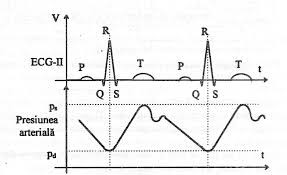 V
R R
ECG-II P T P T t
Q S Q S
Ps
Presiunea
arterială
Pd t